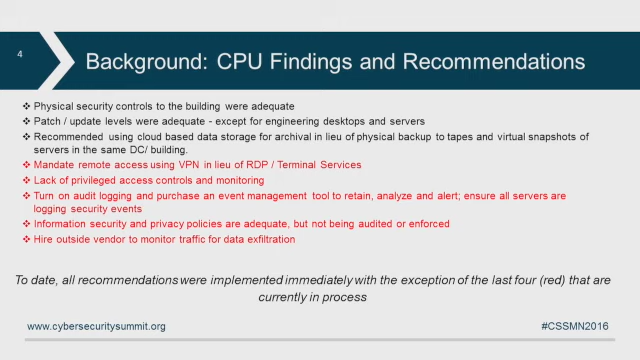 4
Background: CPU Findings and Recommendations
❖ Physical security controls to the building were adequate
❖ Patch / update levels were adequate - except for engineering desktops and servers
❖ Recommended using cloud based data storage for archival in lieu of physical backup to tapes and virtual snapshots of
servers in the same DC/ building.
❖ Mandate remote access using VPN in lieu of RDP / Terminal Services
❖ Lack of privileged access controls and monitoring
❖ Turn on audit logging and purchase an event management tool to retain, analyze and alert; ensure all servers are
logging security events
❖ Information security and privacy policies are adequate, but not being audited or enforced
❖ Hire outside vendor to monitor traffic for data exfiltration
To date, all recommendations were implemented immediately with the exception of the last four (red) that are
currently in process
www.cybersecuritysummit.org
#CSSMN2016